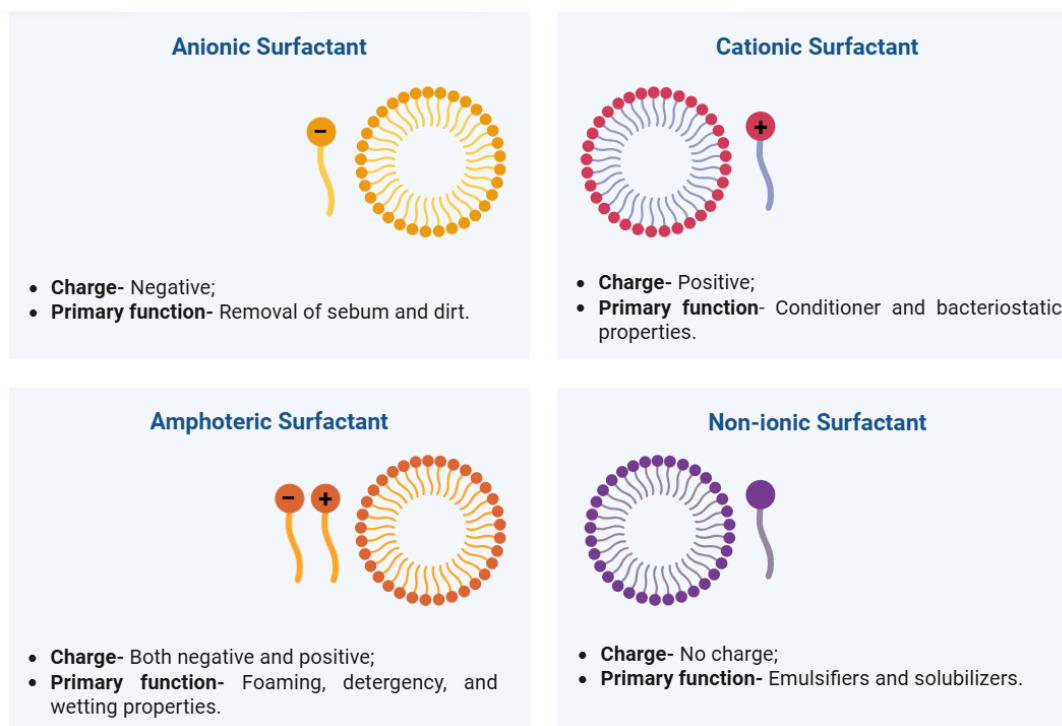 Anionic Surfactant
−
• Charge- Negative;
• Primary function- Removal of sebum and dirt.
Cationic Surfactant
+
• Charge- Positive;
• Primary function- Conditioner and bacteriostatic
properties.
Amphoteric Surfactant
− +
• Charge- Both negative and positive;
• Primary function- Foaming, detergency, and
wetting properties.
Non-ionic Surfactant
• Charge- No charge;
• Primary function- Emulsifiers and solubilizers.